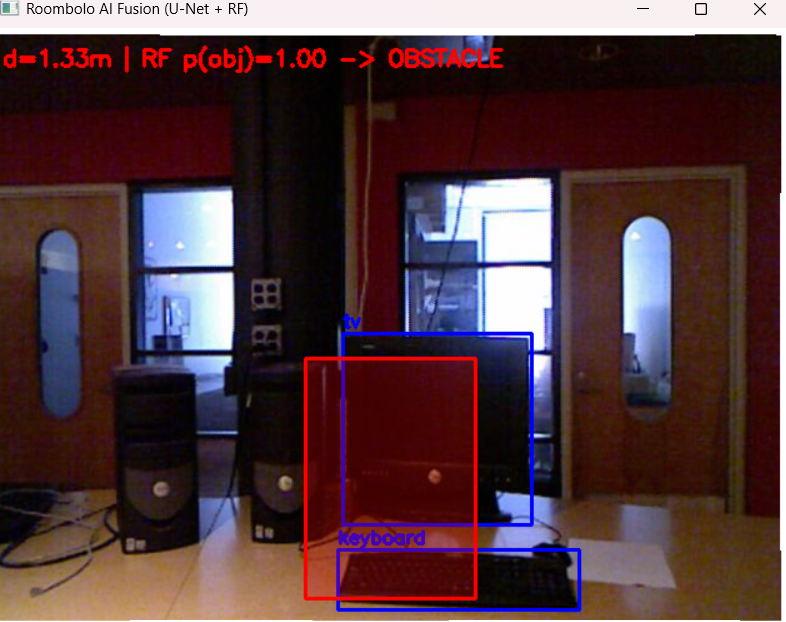 Roombolo AI Fusion (U-Net + RF)
d=1.33m | RF p(obj)=1.00 -> OBSTACLE
tv
keyboard